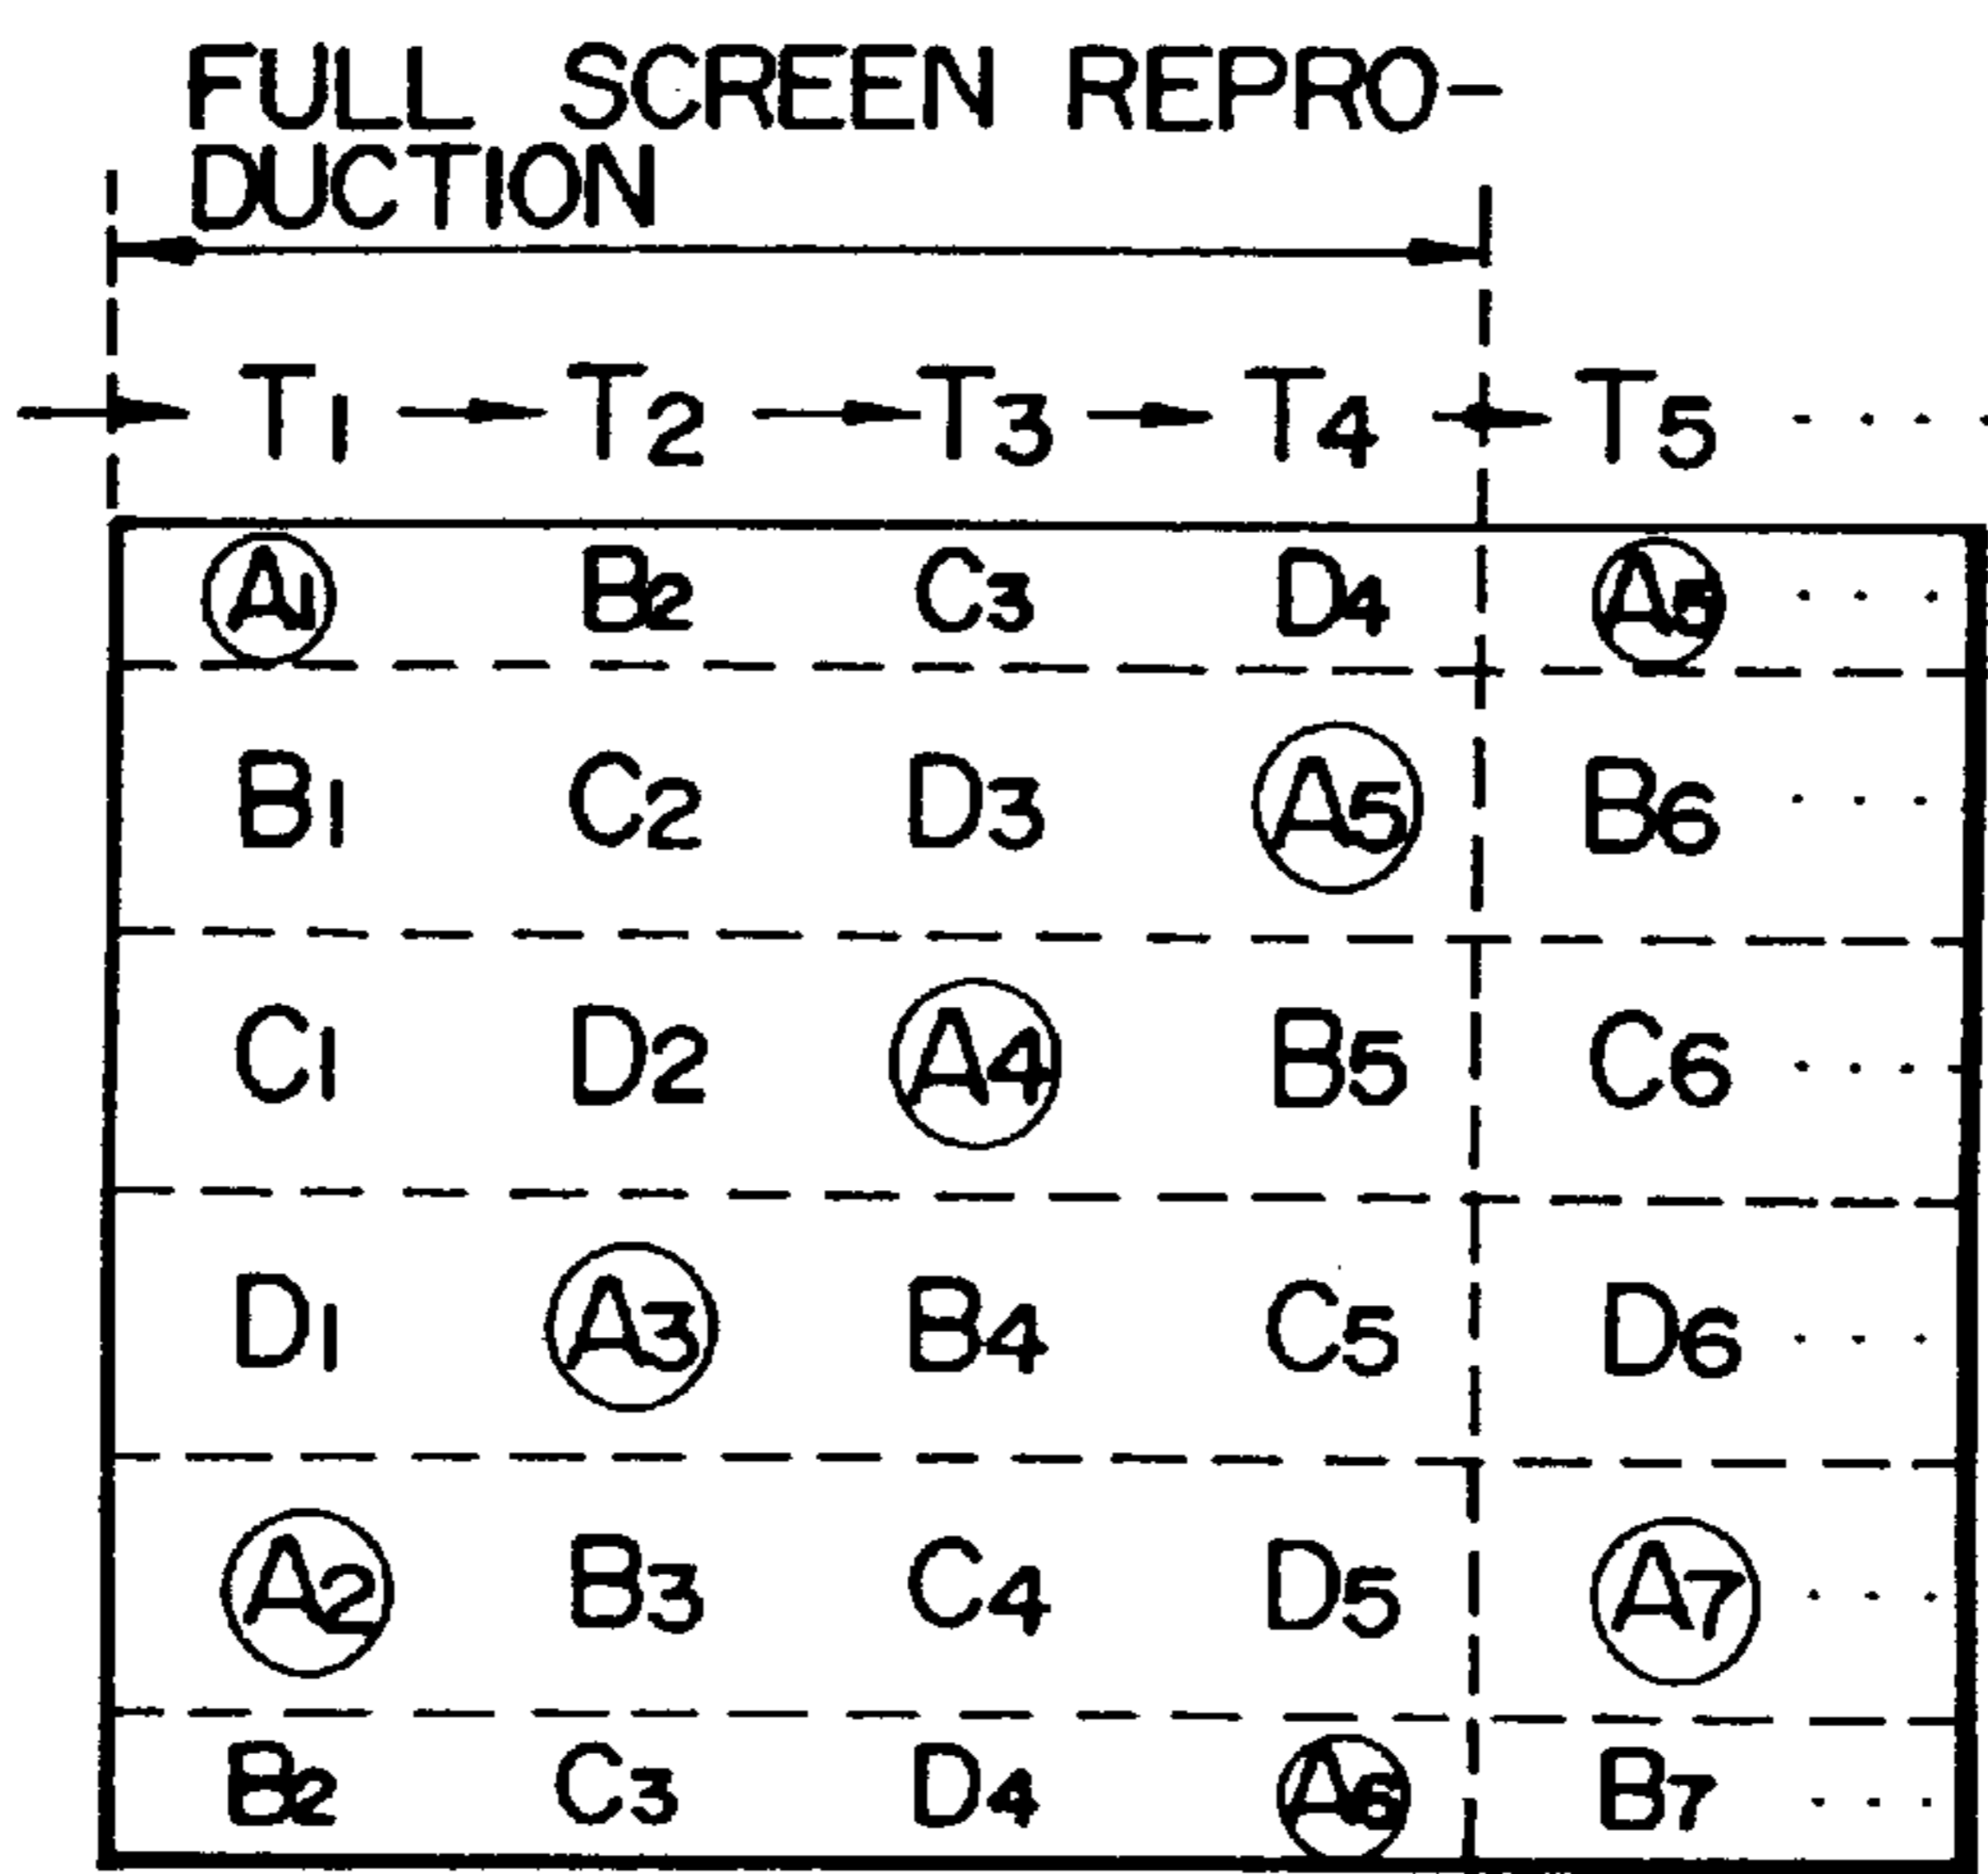 FULL SCREEN REPRO-
DUCTION
T1 T2 T3 T4 T5 ....
A1 B2 C3 D4 A5 ...
B1 C2 D3 A5 B6 ...
C1 D2 A4 B5 C6 ....
D1 A3 B4 C5 D6 ...
A2 B3 C4 D5 A7 ...
B2 C3 D4 A6 B7 ...